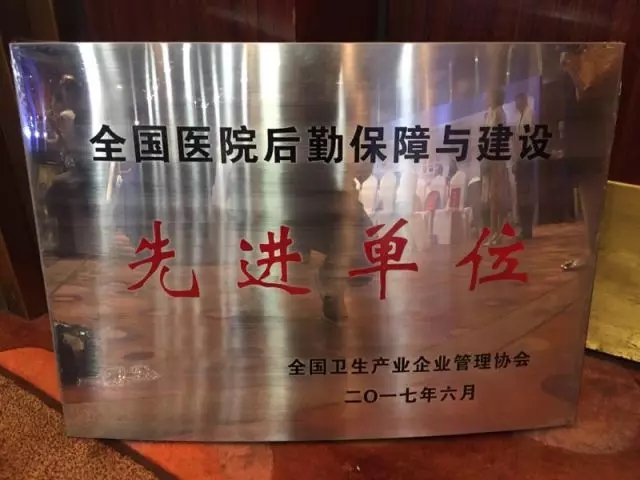 全国医院后勤保障与建设
先进单位
全国卫生产业企业管理协会
二O一七年六月